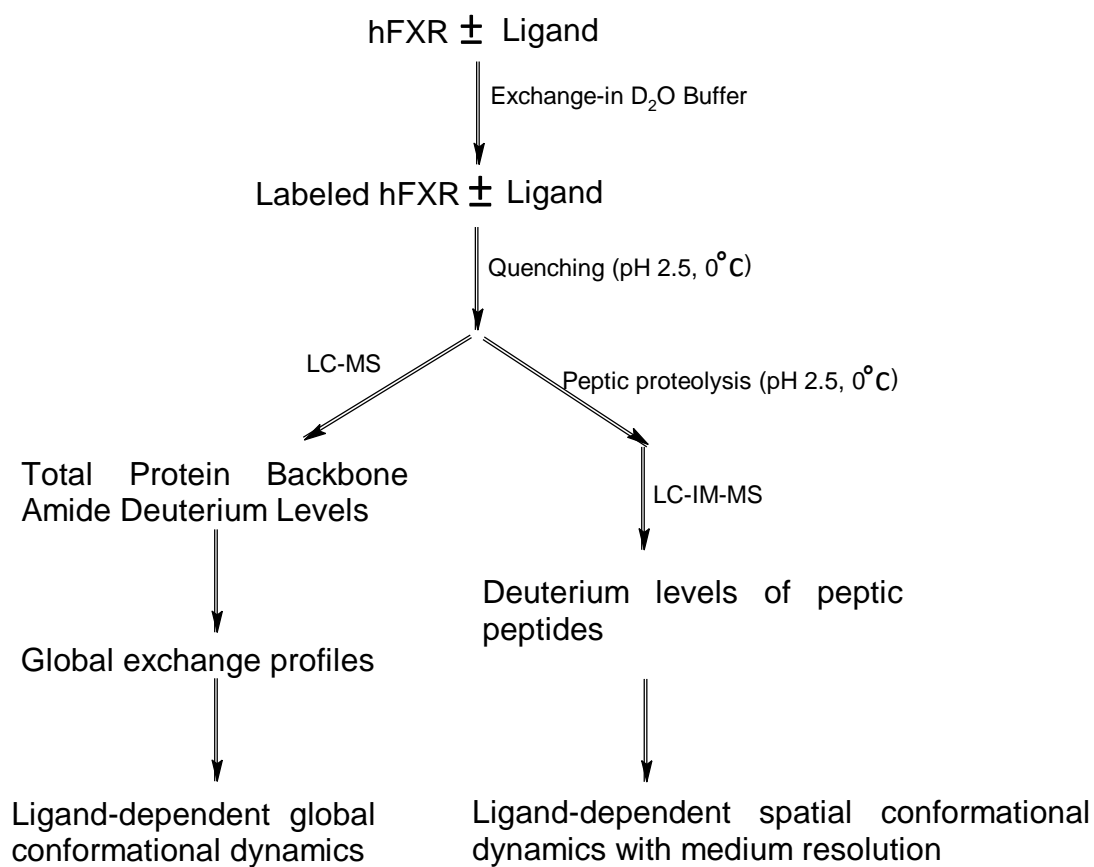 hFXR ± Ligand
Exchange-in D₂O Buffer
Labeled hFXR ± Ligand
Quenching (pH 2.5, 0°C)
LC-MS
Peptic proteolysis (pH 2.5, 0°C)
Total Protein Backbone
Amide Deuterium Levels
LC-IM-MS
Deuterium levels of peptic
peptides
Global exchange profiles
Ligand-dependent global
conformational dynamics
Ligand-dependent spatial conformational
dynamics with medium resolution